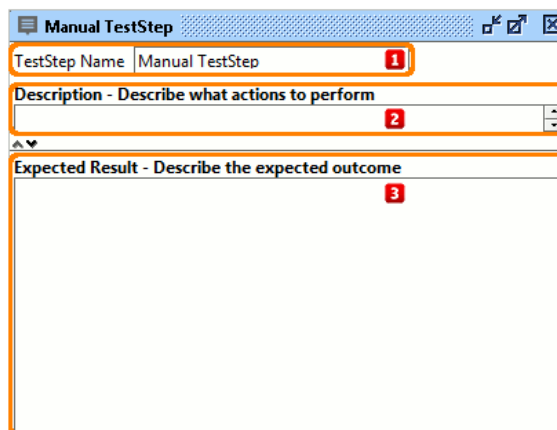 Manual TestStep
TestStep Name Manual TestStep 1
Description - Describe what actions to perform
2
Expected Result - Describe the expected outcome
3